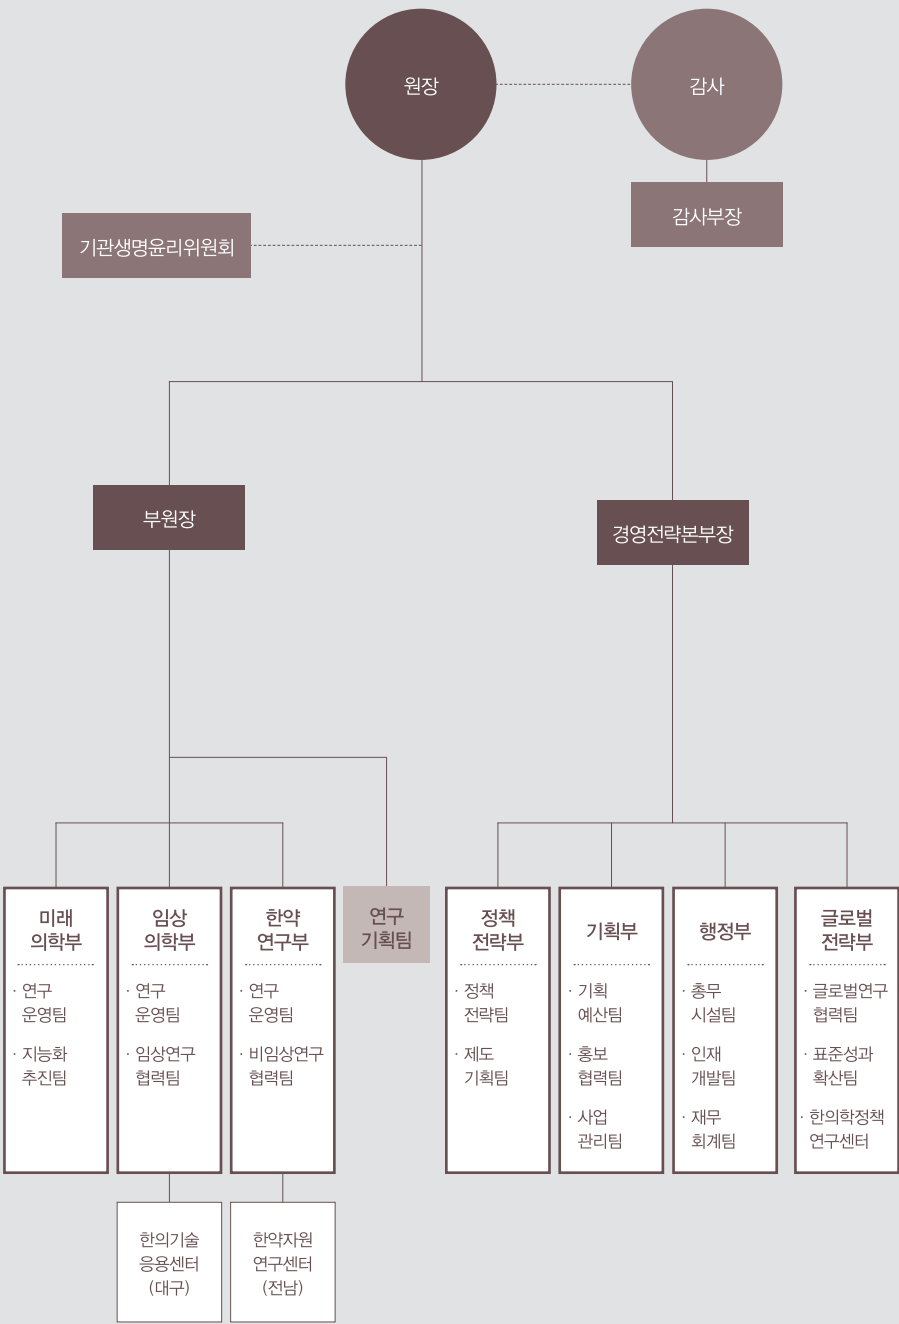 원장
감사
감사부장
기관생명윤리위원회
부원장
경영전략본부장
미래
의학부
· 연구
운영팀
· 지능화
추진팀
임상
의학부
· 연구
운영팀
· 임상연구
협력팀
한약
연구부
· 연구
운영팀
· 비임상연구
협력팀
연구
기획팀
정책
전략부
· 정책
전략팀
· 제도
기획팀
기획부
· 기획
예산팀
· 홍보
협력팀
· 사업
관리팀
행정부
· 총무
시설팀
· 인재
개발팀
· 재무
회계팀
글로벌
전략부
· 글로벌연구
협력팀
· 표준성과
확산팀
· 한의학정책
연구센터
한의기술
응용센터
(대구)
한약자원
연구센터
(전남)